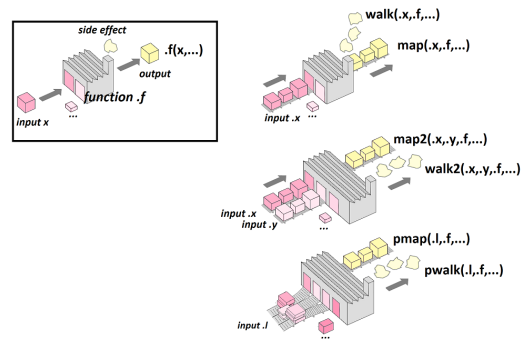 side effect
.f(x,...)
output
function .f
input x
...
walk(.x,.f,...)
map(.x,.f,...)
input .x
...
map2(.x,.y,.f,...)
walk2(.x,.y,.f,...)
input .x
input .y
...
pmap(.l,.f,...)
pwalk(.l,.f,...)
input .l
...